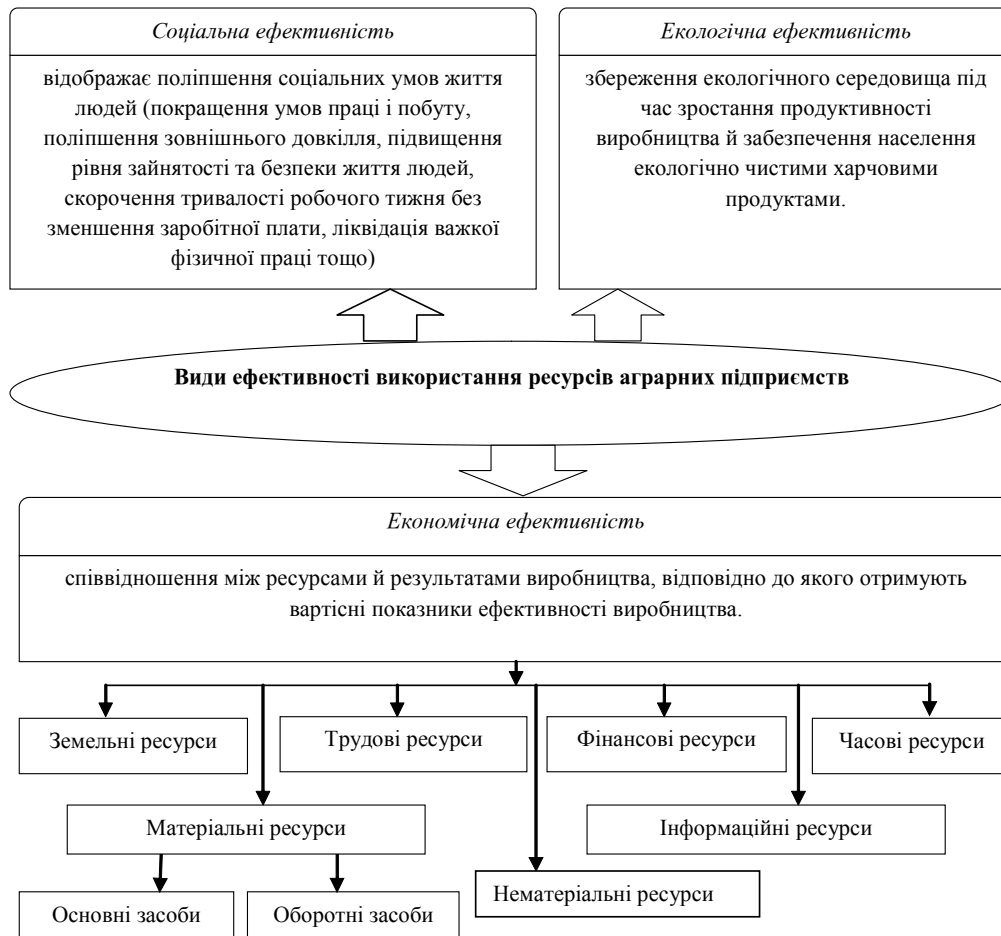 Соціальна ефективність
відображає поліпшення соціальних умов життя
людей (покращення умов праці і побуту,
поліпшення зовнішнього довкілля, підвищення
рівня зайнятості та безпеки життя людей,
скорочення тривалості робочого тижня без
зменшення заробітної плати, ліквідація важкої
фізичної праці тощо)
Екологічна ефективність
збереження екологічного середовища під
час зростання продуктивності
виробництва й забезпечення населення
екологічно чистими харчовими
продуктами.
Види ефективності використання ресурсів аграрних підприємств
Економічна ефективність
співвідношення між ресурсами й результатами виробництва, відповідно до якого отримують
вартісні показники ефективності виробництва.
Земельні ресурси
Трудові ресурси
Фінансові ресурси
Часові ресурси
Матеріальні ресурси
Інформаційні ресурси
Основні засоби
Оборотні засоби
Нематеріальні ресурси